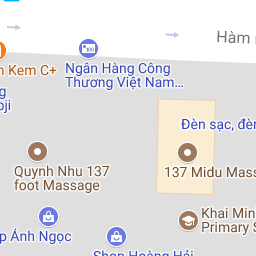 Hàm
Ngân Hàng Công
Thương Việt Nam...
Kem C+
Đèn sạc, đèn
Quynh Nhu 137
foot Massage
137 Midu Mass
Khai Min
Primary S
p Ánh Ngọc
Shop Hoàng Hải